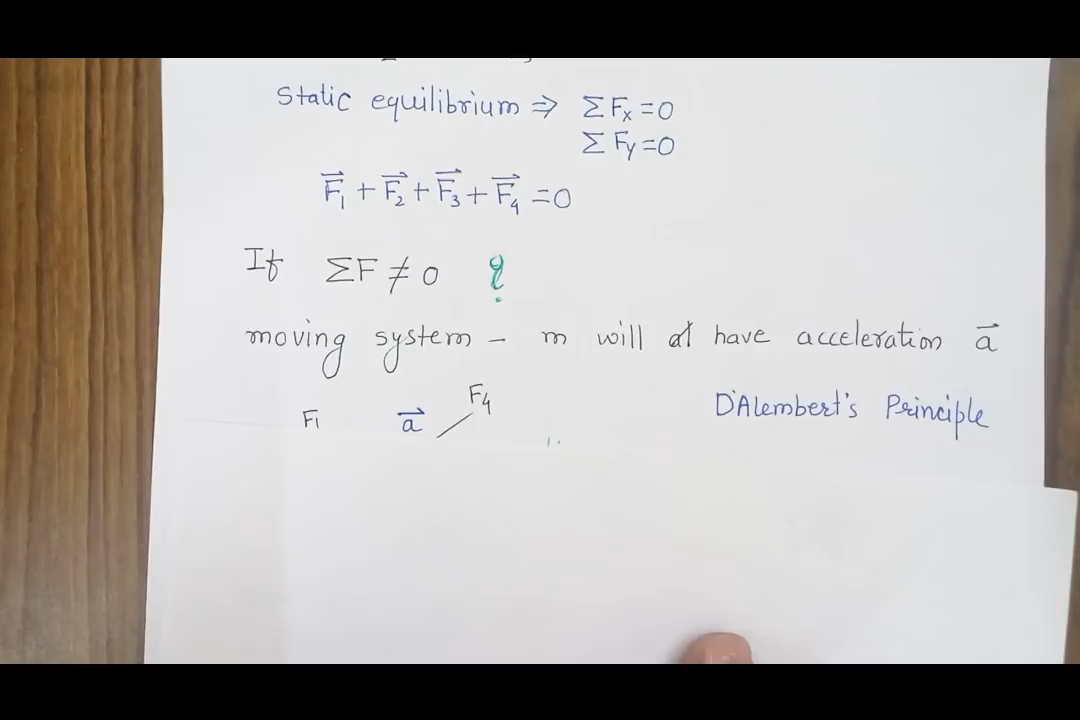 Static equilibrium ⇒ ΣFx =0
ΣFy =0
F⃗1 + F⃗2 + F⃗3 + F⃗4 =0
If ΣF ≠ 0 ?
moving system – m will have acceleration a⃗
D'Alembert's Principle
F1 a⃗ F4